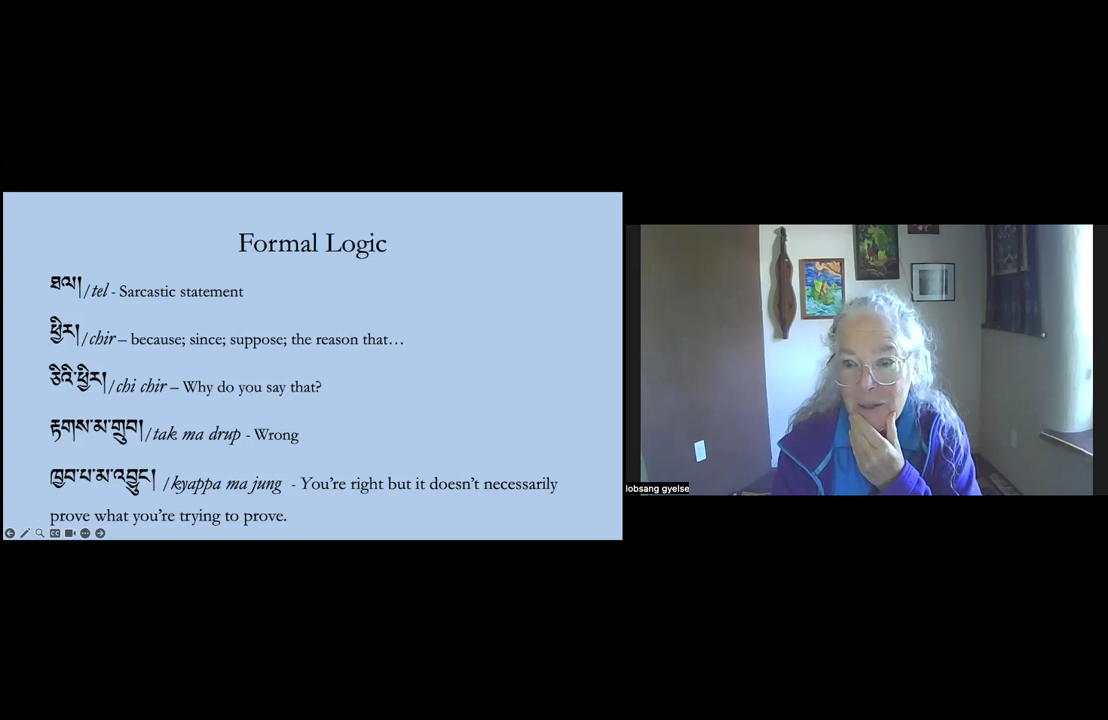 Formal Logic
ཐལ།/tel - Sarcastic statement
ཕྱིར།/chir – because; since; suppose; the reason that…
ཅིའི་ཕྱིར།/chi chir – Why do you say that?
རྟགས་མ་གྲུབ།/tak ma drup - Wrong
ཁྱབ་པ་མ་འབྱུང༌། /kyappa ma jung - You’re right but it doesn’t necessarily
prove what you’re trying to prove.
lobsang gyelse